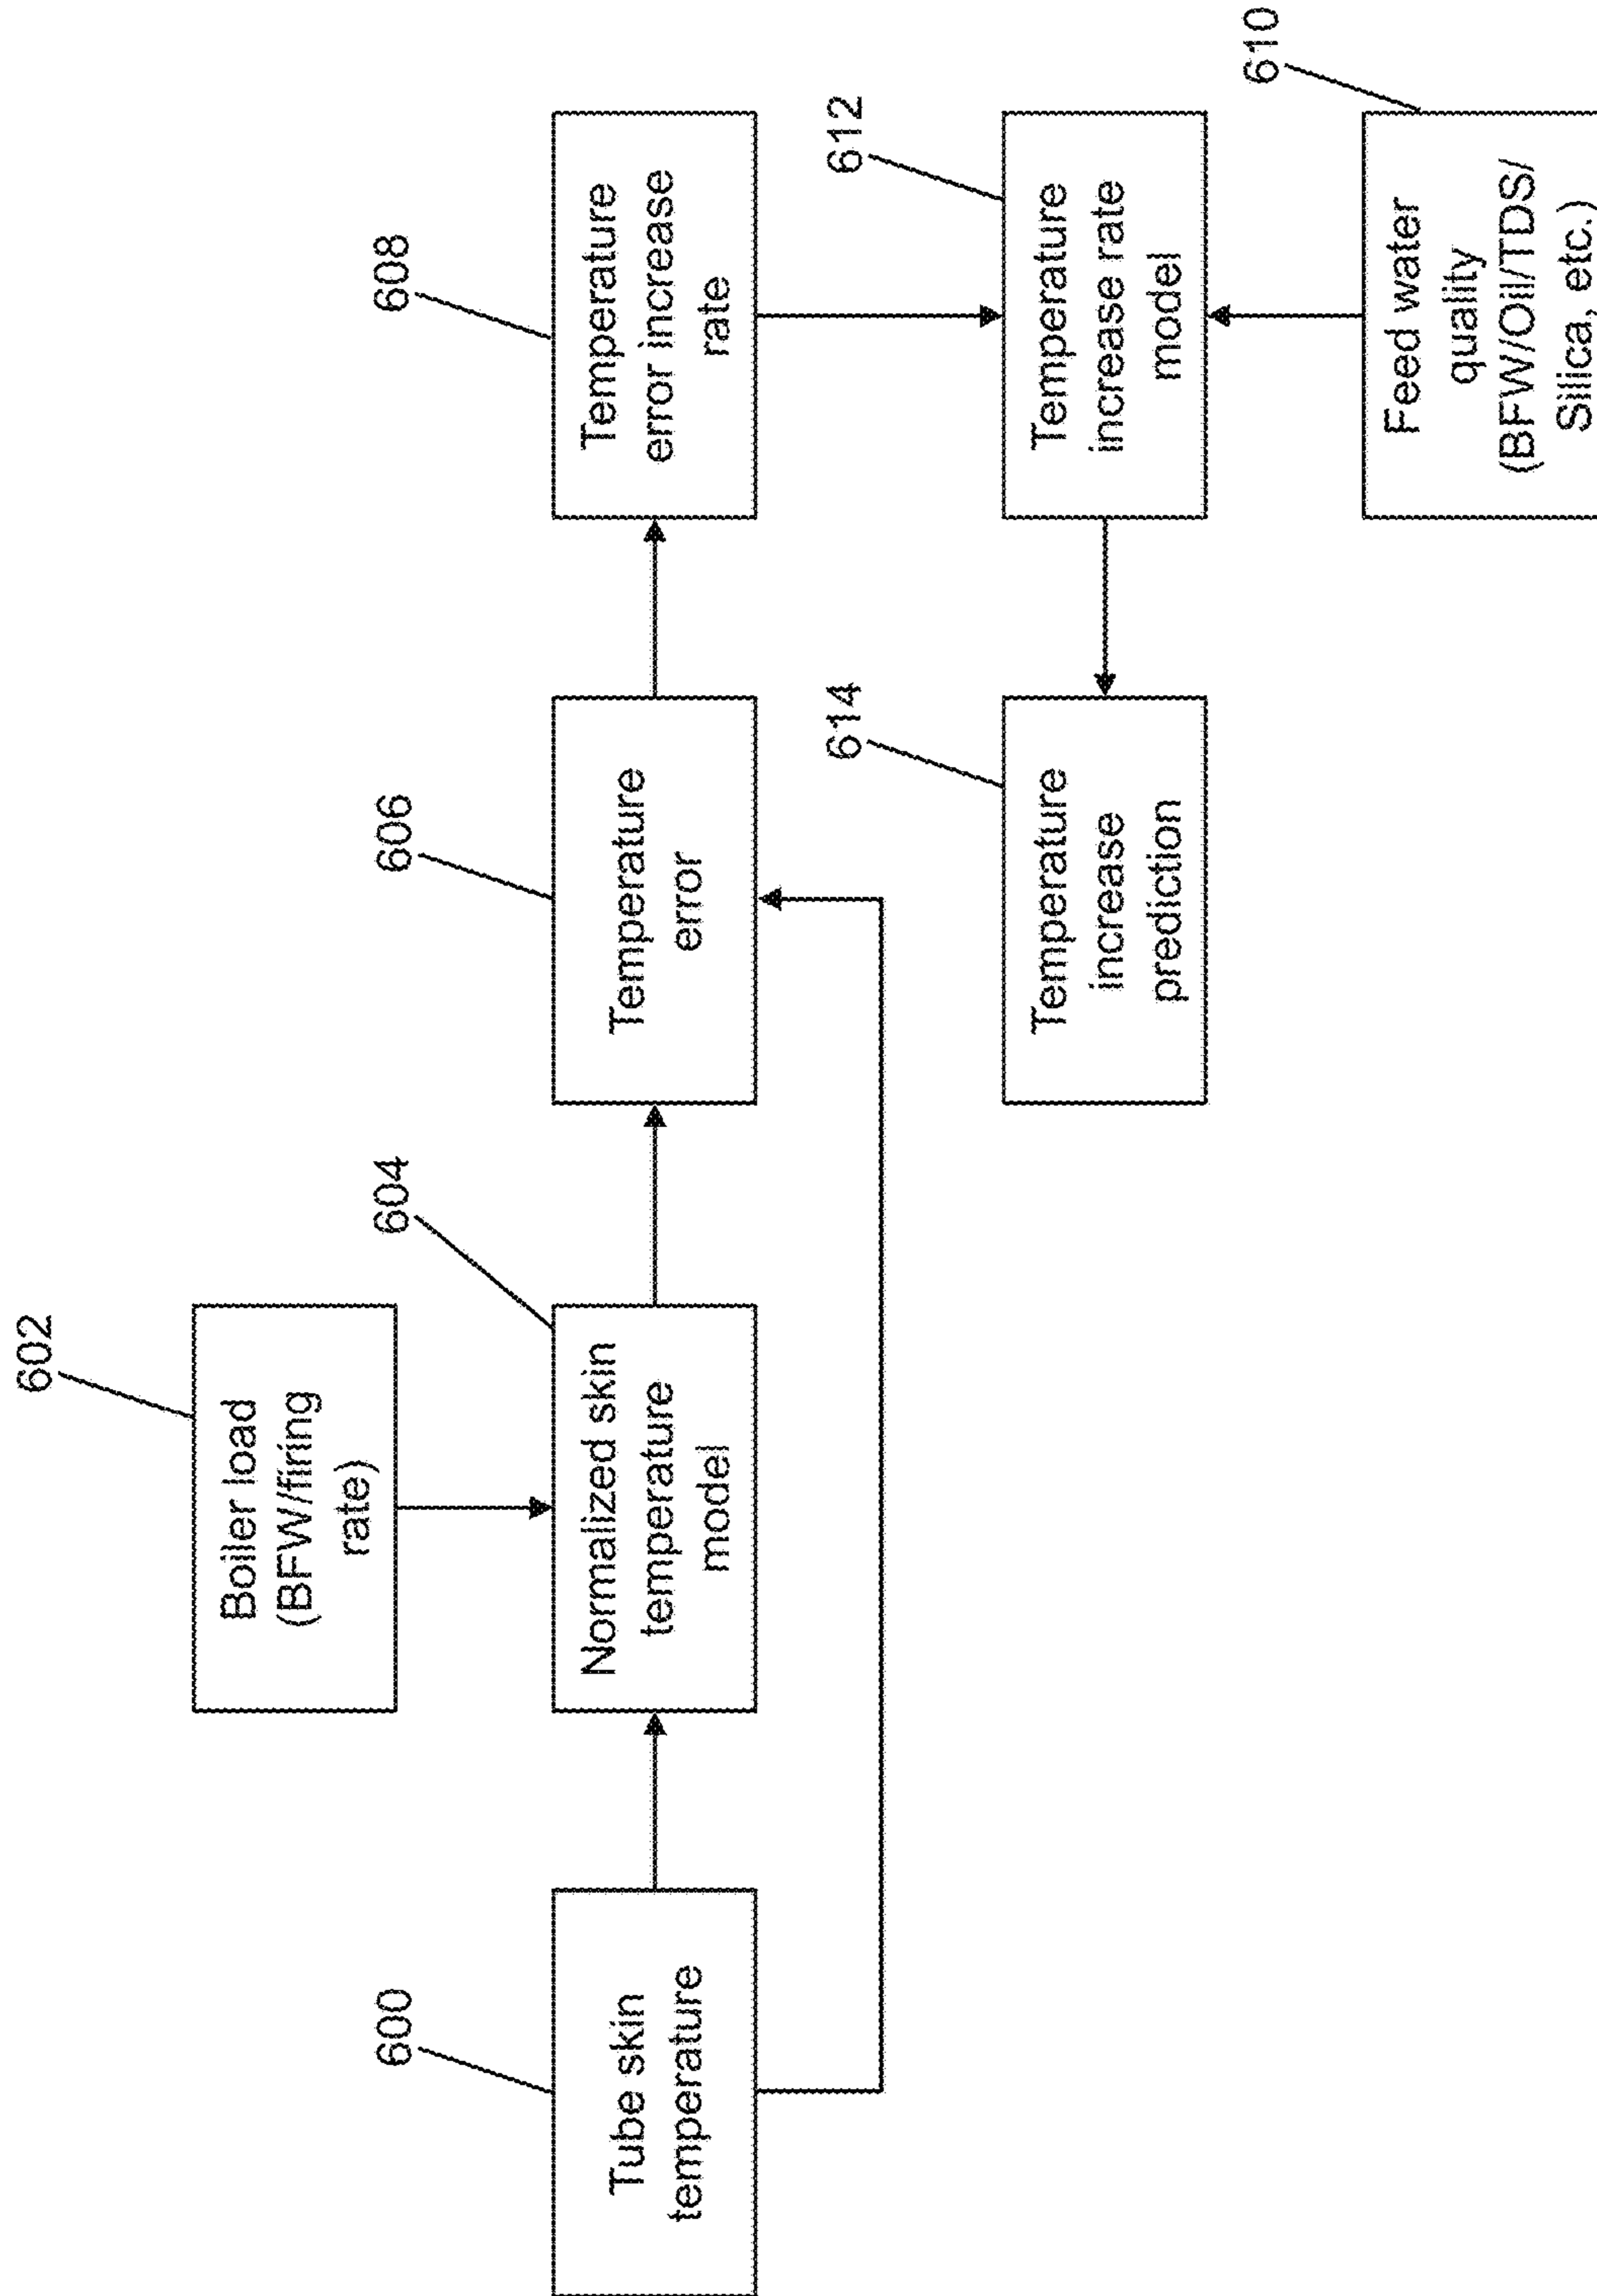 602
Boiler load
(BFW/firing
rate)
600
Tube skin
temperature
604
Normalized skin
temperature
model
606
Temperature
error
608
Temperature
error increase
rate
614
Temperature
increase
prediction
612
Temperature
increase rate
model
610
Feed water
quality
(BFW/Oil/TDS/
Silica, etc.)